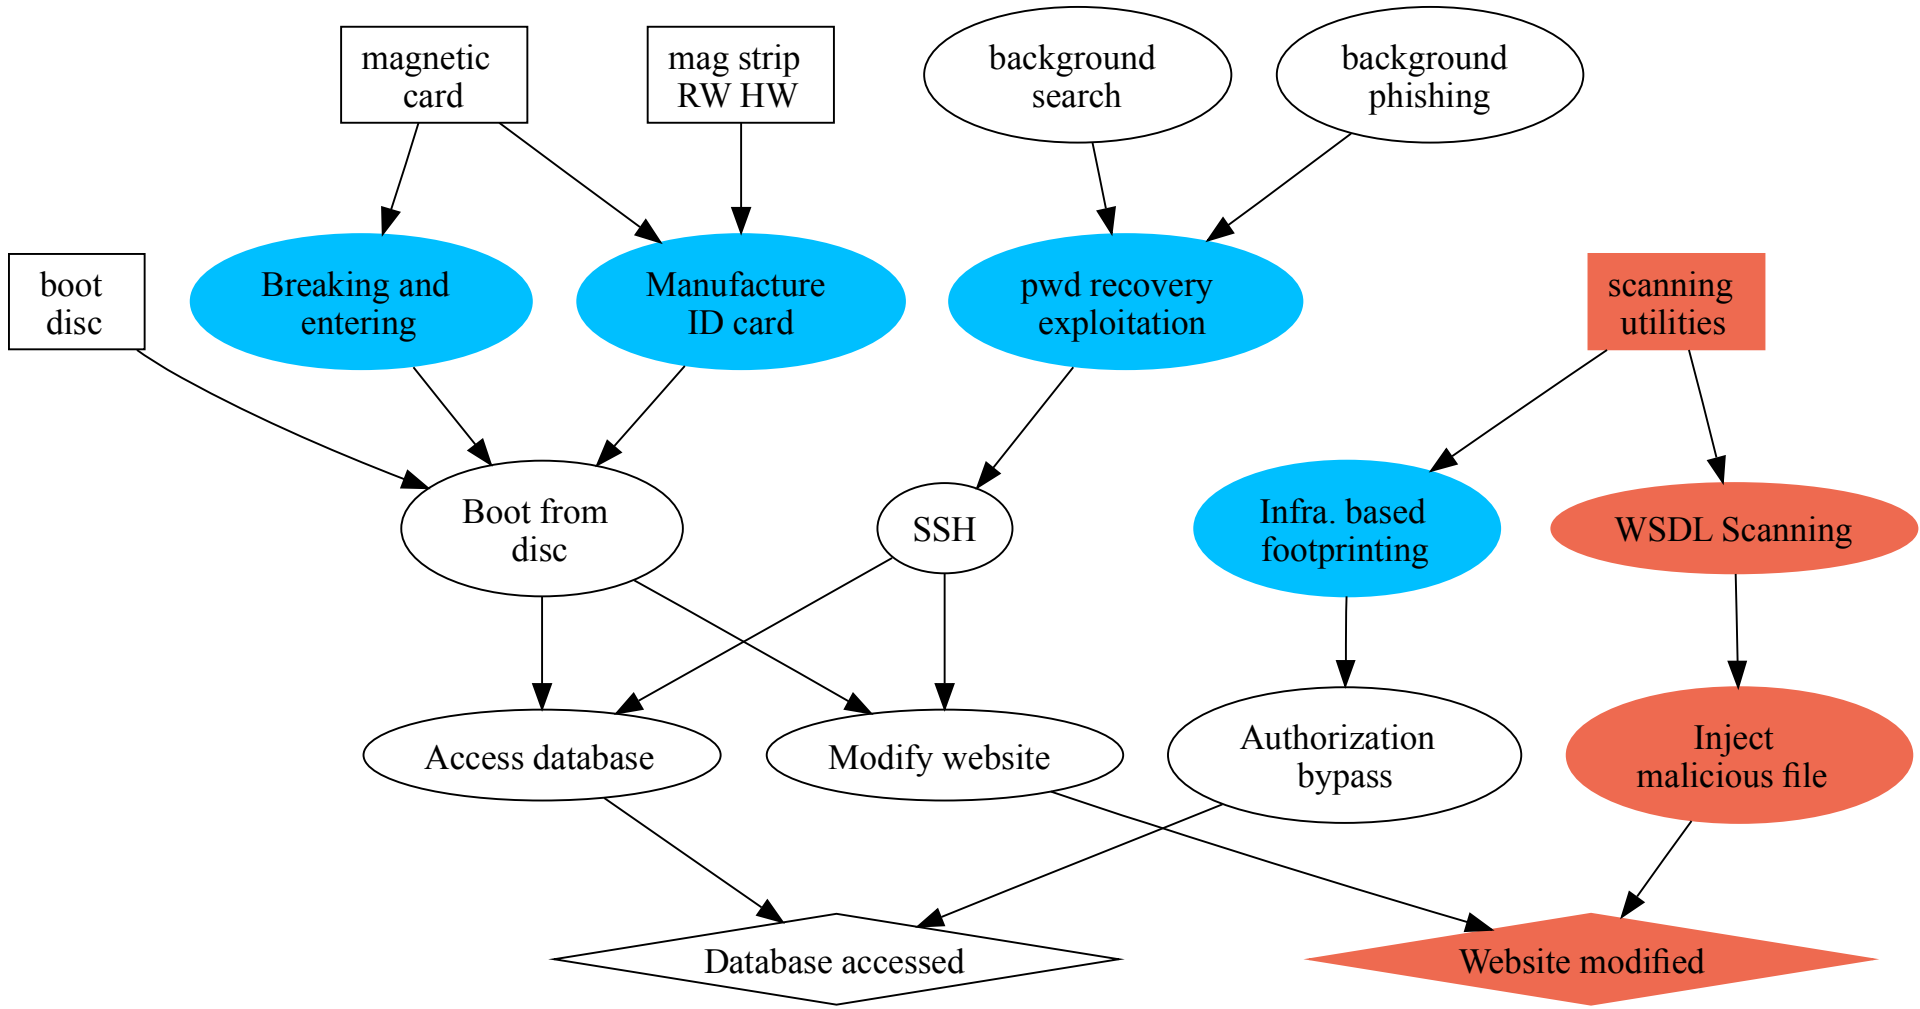 magnetic
card
mag strip
RW HW
background
search
background
phishing
boot
disc
Breaking and
entering
Manufacture
ID card
pwd recovery
exploitation
scanning
utilities
Boot from
disc
SSH
Infra. based
footprinting
WSDL Scanning
Access database
Modify website
Authorization
bypass
Inject
malicious file
Database accessed
Website modified